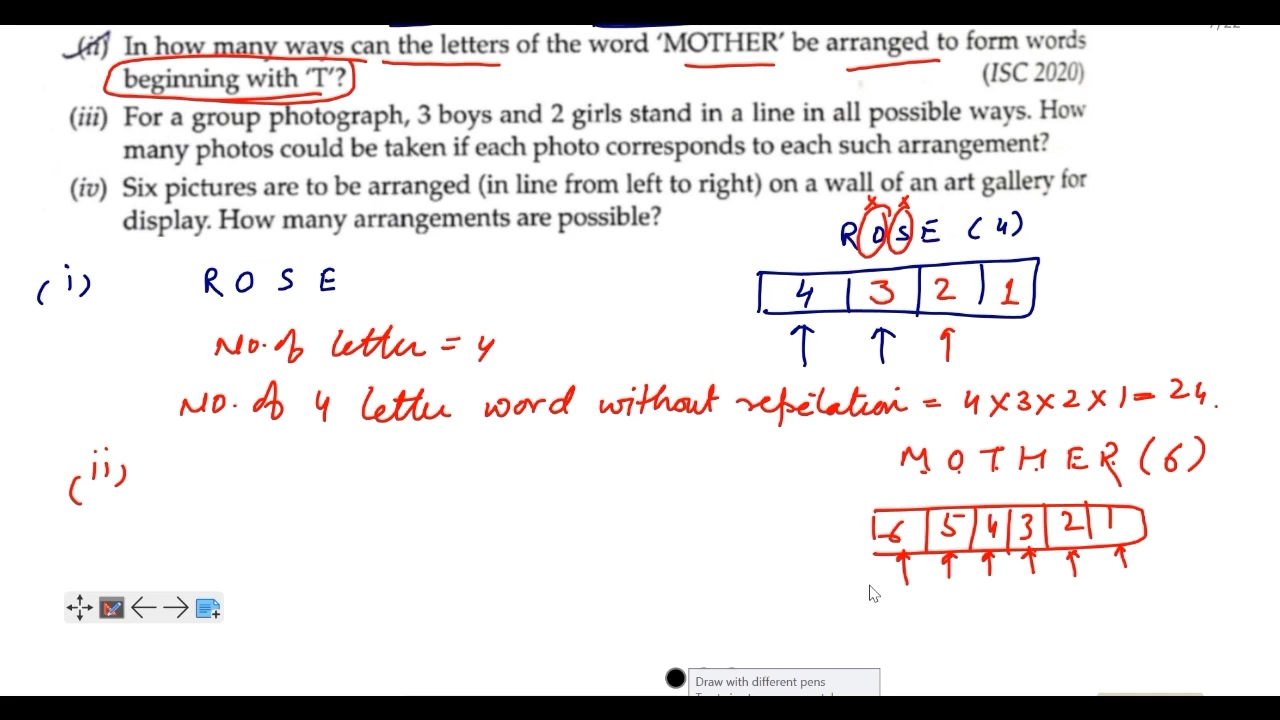 (ii) In how many ways can the letters of the word 'MOTHER' be arranged to form words
beginning with 'T'? (ISC 2020)
(iii) For a group photograph, 3 boys and 2 girls stand in a line in all possible ways. How
many photos could be taken if each photo corresponds to each such arrangement?
(iv) Six pictures are to be arranged (in line from left to right) on a wall of an art gallery for
display. How many arrangements are possible?
R O S E (4)
(i) R O S E
4 3 2 1
No. of letter = 4
No. of 4 letter word without repetation = 4 x 3 x 2 x 1 = 24.
(ii) M O T H E R (6)
6 5 4 3 2 1
Draw with different pens